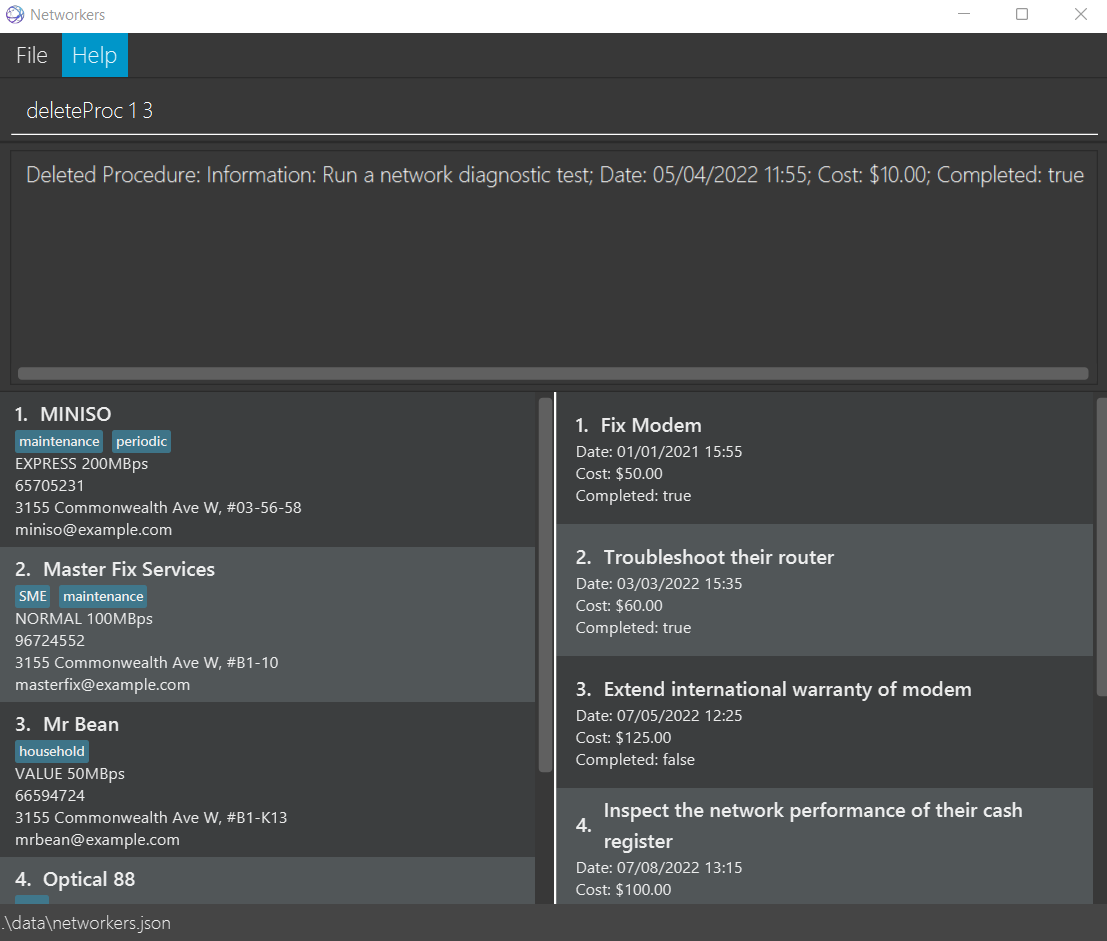 Networkers
File Help
deleteProc 1 3
Deleted Procedure: Information: Run a network diagnostic test; Date: 05/04/2022 11:55; Cost: $10.00; Completed: true
1. MINISO
maintenance periodic
EXPRESS 200MBps
65705231
3155 Commonwealth Ave W, #03-56-58
miniso@example.com
2. Master Fix Services
SME maintenance
NORMAL 100MBps
96724552
3155 Commonwealth Ave W, #B1-10
masterfix@example.com
3. Mr Bean
household
VALUE 50MBps
66594724
3155 Commonwealth Ave W, #B1-K13
mrbean@example.com
4. Optical 88
1. Fix Modem
Date: 01/01/2021 15:55
Cost: $50.00
Completed: true
2. Troubleshoot their router
Date: 03/03/2022 15:35
Cost: $60.00
Completed: true
3. Extend international warranty of modem
Date: 07/05/2022 12:25
Cost: $125.00
Completed: false
4. Inspect the network performance of their cash
register
Date: 07/08/2022 13:15
Cost: $100.00
.\data\networkers.json